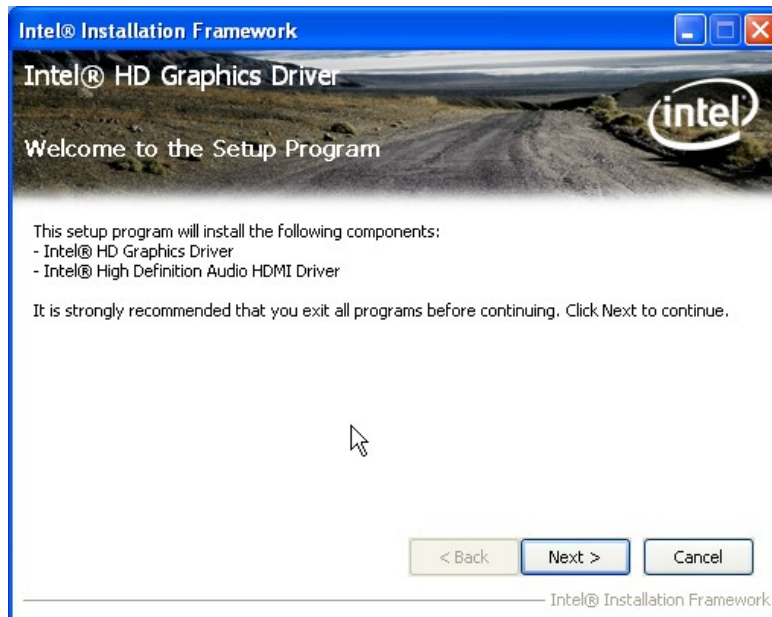 Intel® Installation Framework
Intel® HD Graphics Driver
intel
Welcome to the Setup Program
This setup program will install the following components:
- Intel® HD Graphics Driver
- Intel® High Definition Audio HDMI Driver
It is strongly recommended that you exit all programs before continuing. Click Next to continue.
< Back Next > Cancel
Intel® Installation Framework